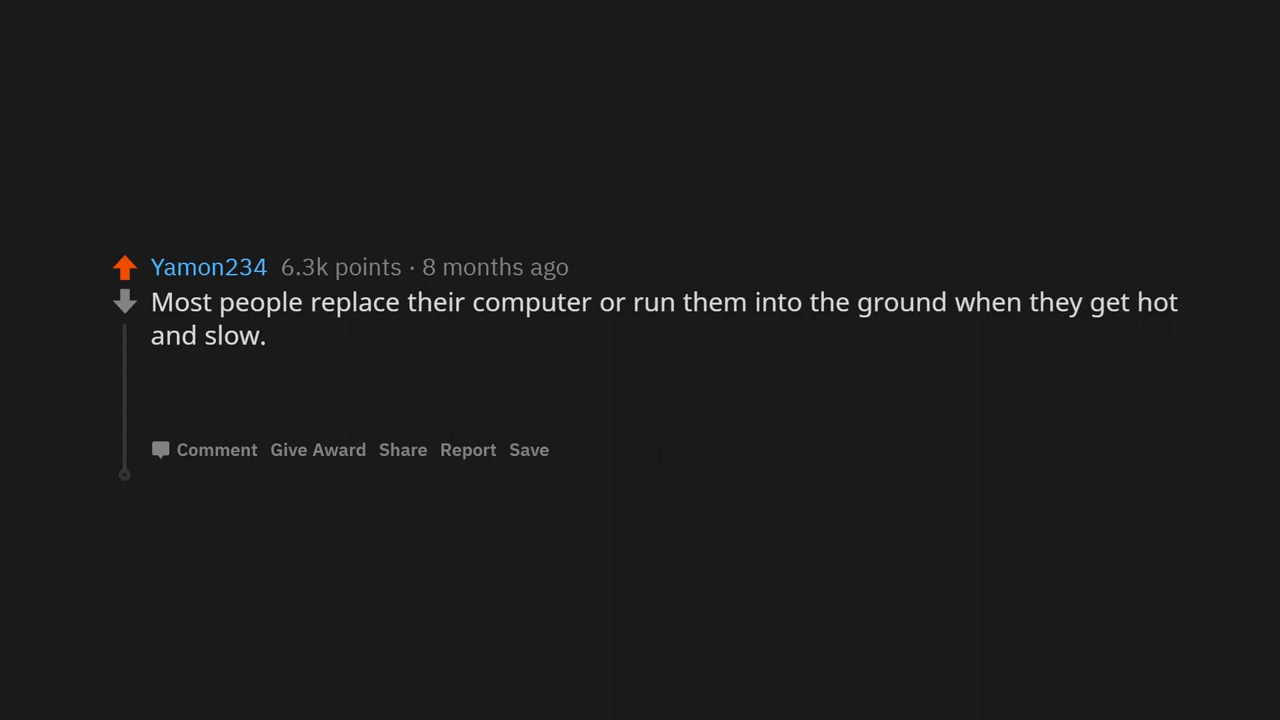 Yamon234 6.3k points · 8 months ago
Most people replace their computer or run them into the ground when they get hot
and slow.
Comment Give Award Share Report Save